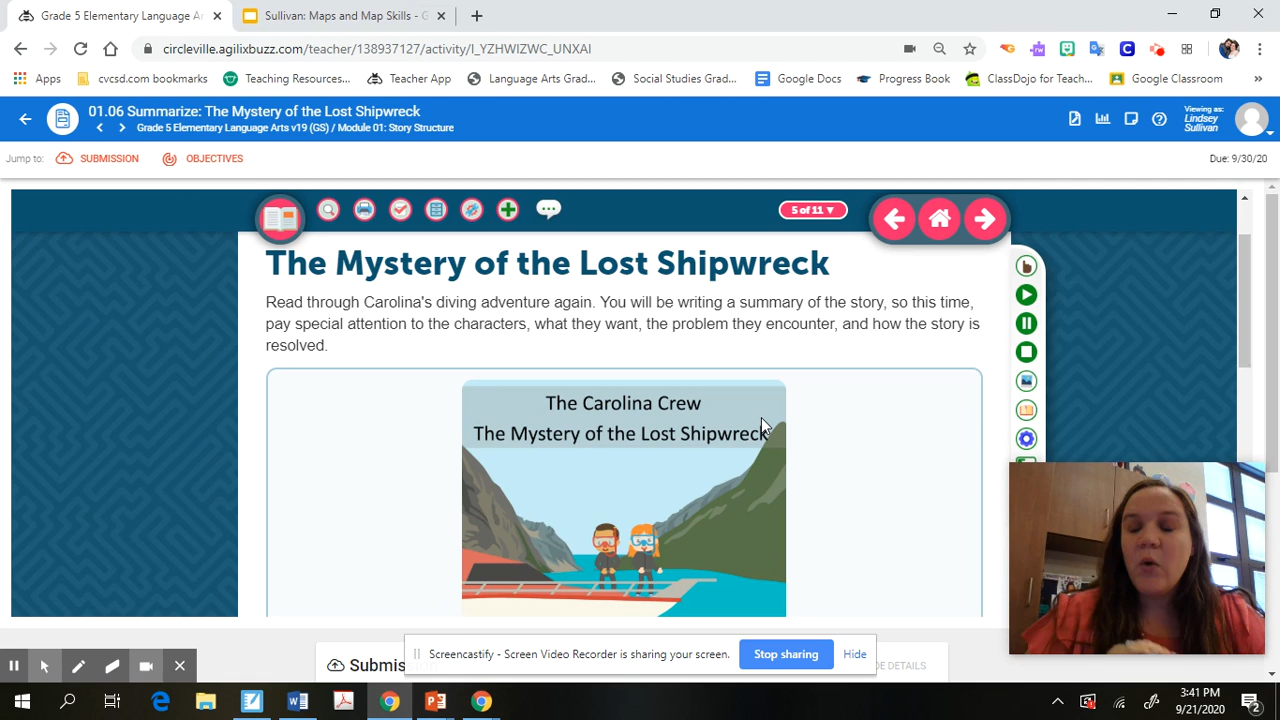 Grade 5 Elementary Language Ar
Sullivan: Maps and Map Skills - G
circleville.agilixbuzz.com/teacher/138937127/activity/I_YZHWIZWC_UNXAI
Apps
cvcsd.com bookmarks
Teaching Resources...
Teacher App
Language Arts Grad...
Social Studies Grad...
Google Docs
Progress Book
ClassDojo for Teach...
Google Classroom
»
01.06 Summarize: The Mystery of the Lost Shipwreck
Grade 5 Elementary Language Arts v19 (GS) / Module 01: Story Structure
Viewing as:
Lindsey
Sullivan
Jump to:
SUBMISSION
OBJECTIVES
Due: 9/30/20
5 of 11 ▼
The Mystery of the Lost Shipwreck
Read through Carolina's diving adventure again. You will be writing a summary of the story, so this time,
pay special attention to the characters, what they want, the problem they encounter, and how the story is
resolved.
The Carolina Crew
The Mystery of the Lost Shipwreck
Submiss
DE DETAILS
Screencastify - Screen Video Recorder is sharing your screen.
Stop sharing
Hide
3:41 PM
9/21/2020
2